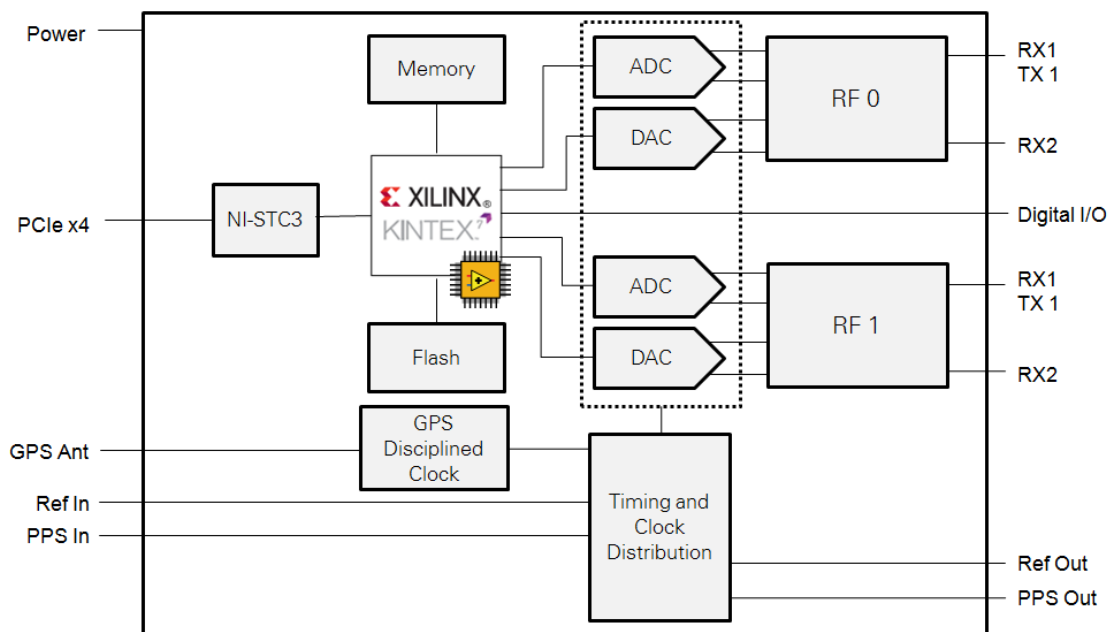 Power
Memory
ADC
DAC
RF 0
RX1
TX 1
RX2
PCIe x4
NI-STC3
XILINX®
KINTEX.7
Digital I/O
ADC
DAC
RF 1
RX1
TX 1
RX2
Flash
GPS Ant
GPS
Disciplined
Clock
Ref In
PPS In
Timing and
Clock
Distribution
Ref Out
PPS Out